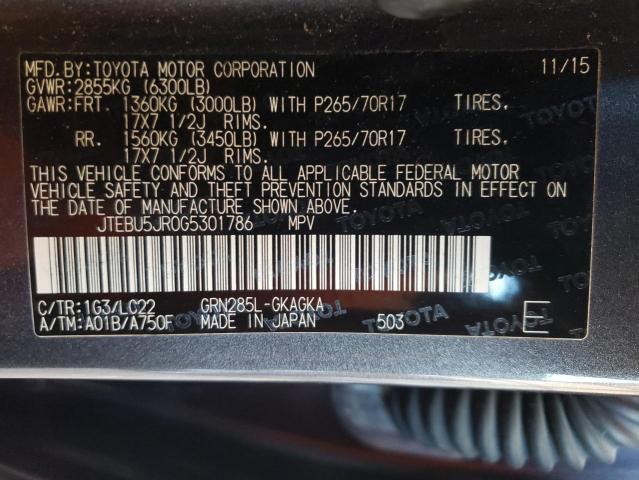 MFD.BY:TOYOTA MOTOR CORPORATION 11/15
GVWR:2855KG (6300LB)
GAWR:FRT. 1360KG (3000LB) WITH P265/70R17 TIRES,
17X7 1/2J RIMS.
RR. 1560KG (3450LB) WITH P265/70R17 TIRES,
17X7 1/2J RIMS.
THIS VEHICLE CONFORMS TO ALL APPLICABLE FEDERAL MOTOR
VEHICLE SAFETY AND THEFT PREVENTION STANDARDS IN EFFECT ON
THE DATE OF MANUFACTURE SHOWN ABOVE.
JTEBU5JR0G5301786 MPV
C/TR:1G3/LC22 GRN285L-GKAGKA
A/TM:A01B/A750F MADE IN JAPAN 503 E